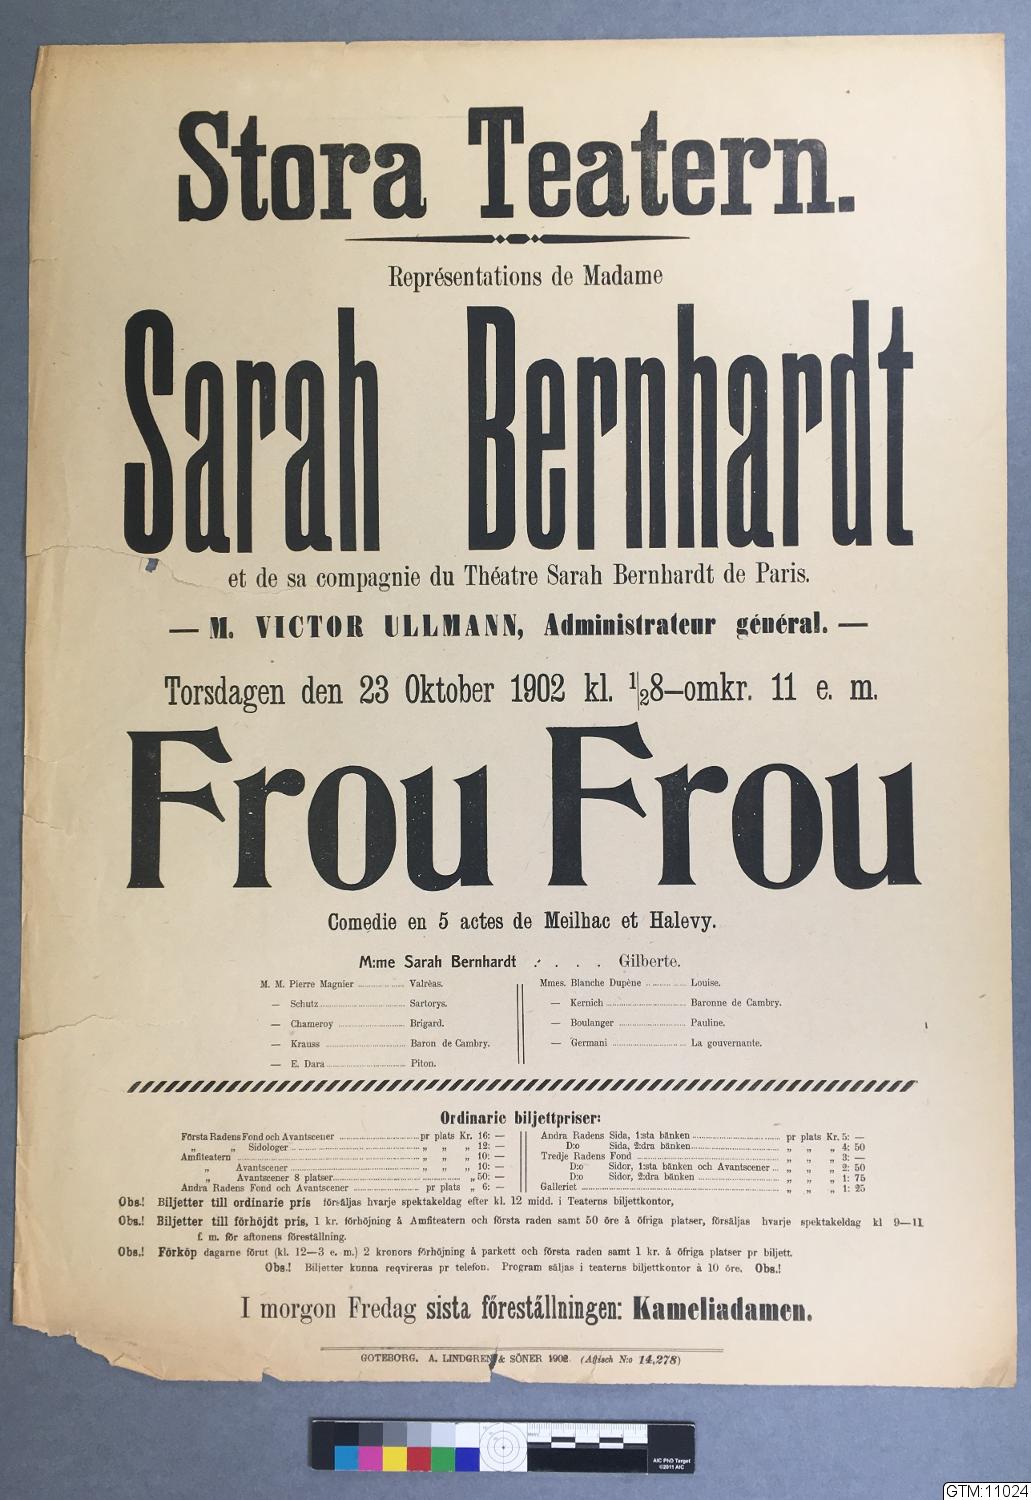 Stora Teatern.
Représentations de Madame
Sarah Bernhardt
et de sa compagnie du Théatre Sarah Bernhardt de Paris.
— M. VICTOR ULLMANN, Administrateur général. —
Torsdagen den 23 Oktober 1902 kl. 1/2 8—omkr. 11 e. m.
Frou Frou
Comedie en 5 actes de Meilhac et Halevy.
M:me Sarah Bernhardt . . . . Gilberte.
M. M. Pierre Magnier ........ Valrèas.
— Schutz ........ Sartorys.
— Chameroy ........ Brigard.
— Krauss ........ Baron de Cambry.
— E. Dara ........ Piton.
Mmes. Blanche Dupène ........ Louise.
— Kernich ........ Baronne de Cambry.
— Boulanger ........ Pauline.
— Germani ........ La gouvernante.
Ordinarie biljettpriser:
Första Radens Fond och Avantscener ........ pr plats Kr. 16: —
„ „ Sidologer ........ „ „ „ 12: —
Amfiteatern ........ „ „ „ 10: —
„ Avantscener ........ „ „ „ 10: —
„ Avantscener 8 platser ........ „ 50: —
Andra Radens Fond och Avantscener ........ pr plats „ 6: —
Andra Radens Sida, 1:sta bänken ........ pr plats Kr. 5: —
D:o Sida, 2:dra bänken ........ „ „ „ 4: 50
Tredje Radens Fond ........ „ „ „ 3: —
D:o Sidor, 1:sta bänken och Avantscener ... „ „ „ 2: 50
D:o Sidor, 2:dra bänken ........ „ „ „ 1: 75
Galleriet ........ „ „ „ 1: 25
Obs.! Biljetter till ordinarie pris försäljas hvarje spektakeldag efter kl. 12 midd. i Teaterns biljettkontor,
Obs.! Biljetter till förhöjdt pris, 1 kr. förhöjning å Amfiteatern och första raden samt 50 öre å öfriga platser, försäljas hvarje spektakeldag kl 9—11
f. m. för aftonens föreställning.
Obs.! Förköp dagarne förut (kl. 12—3 e. m.) 2 kronors förhöjning å parkett och första raden samt 1 kr. å öfriga platser pr biljett.
Obs.! Biljetter kunna reqvireras pr telefon. Program säljas i teaterns biljettkontor à 10 öre. Obs.!
I morgon Fredag sista föreställningen: Kameliadamen.
GÖTEBORG. A. LINDGREN & SÖNER 1902. (Affisch N:o 14,278)
AIC PhD Target
©2011 AIC
GTM:11024